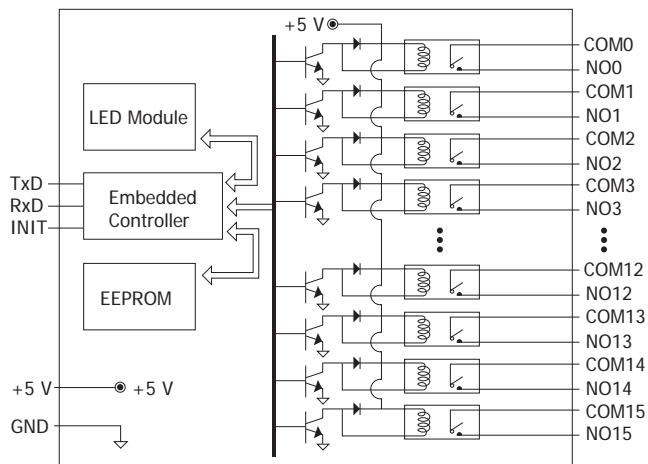 +5 V
LED Module
TxD
RxD
INIT
Embedded
Controller
EEPROM
+5 V
+5 V
GND
COM0
NO0
COM1
NO1
COM2
NO2
COM3
NO3
COM12
NO12
COM13
NO13
COM14
NO14
COM15
NO15